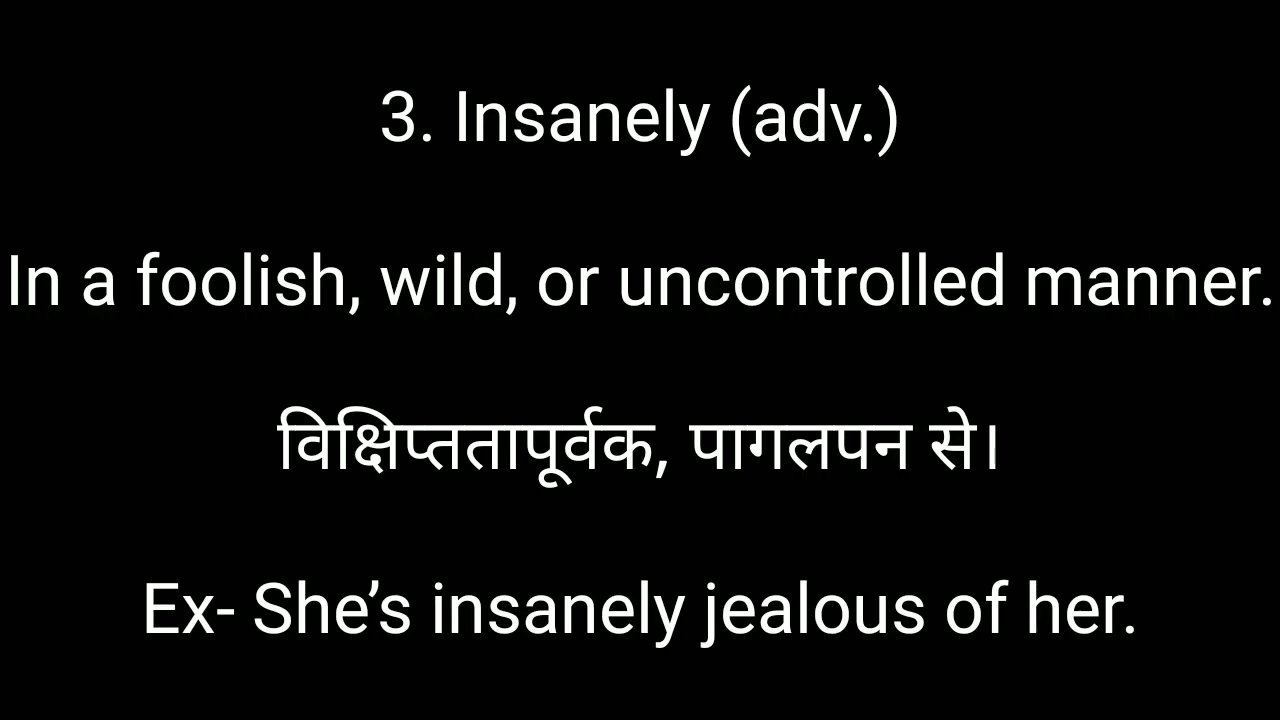 3. Insanely (adv.)
In a foolish, wild, or uncontrolled manner.
विक्षिप्ततापूर्वक, पागलपन से।
Ex- She’s insanely jealous of her.